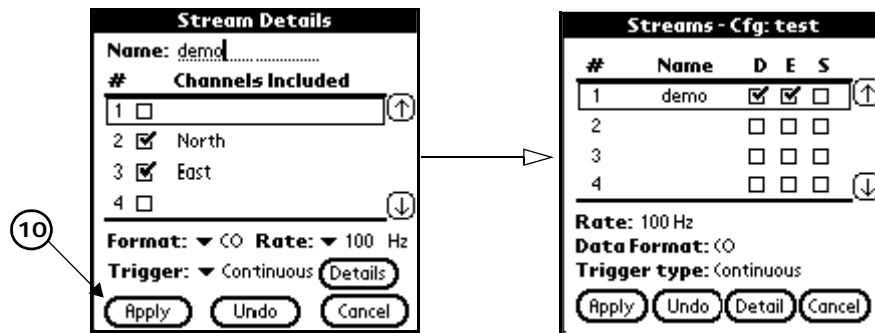 Stream Details
Name: demo
# Channels Included
1
2 North
3 East
4
Format: CO Rate: 100 Hz
Trigger: Continuous Details
Apply Undo Cancel
10
Streams - Cfg: test
# Name D E S
1 demo
2
3
4
Rate: 100 Hz
Data Format: CO
Trigger type: Continuous
Apply Undo Detail Cancel